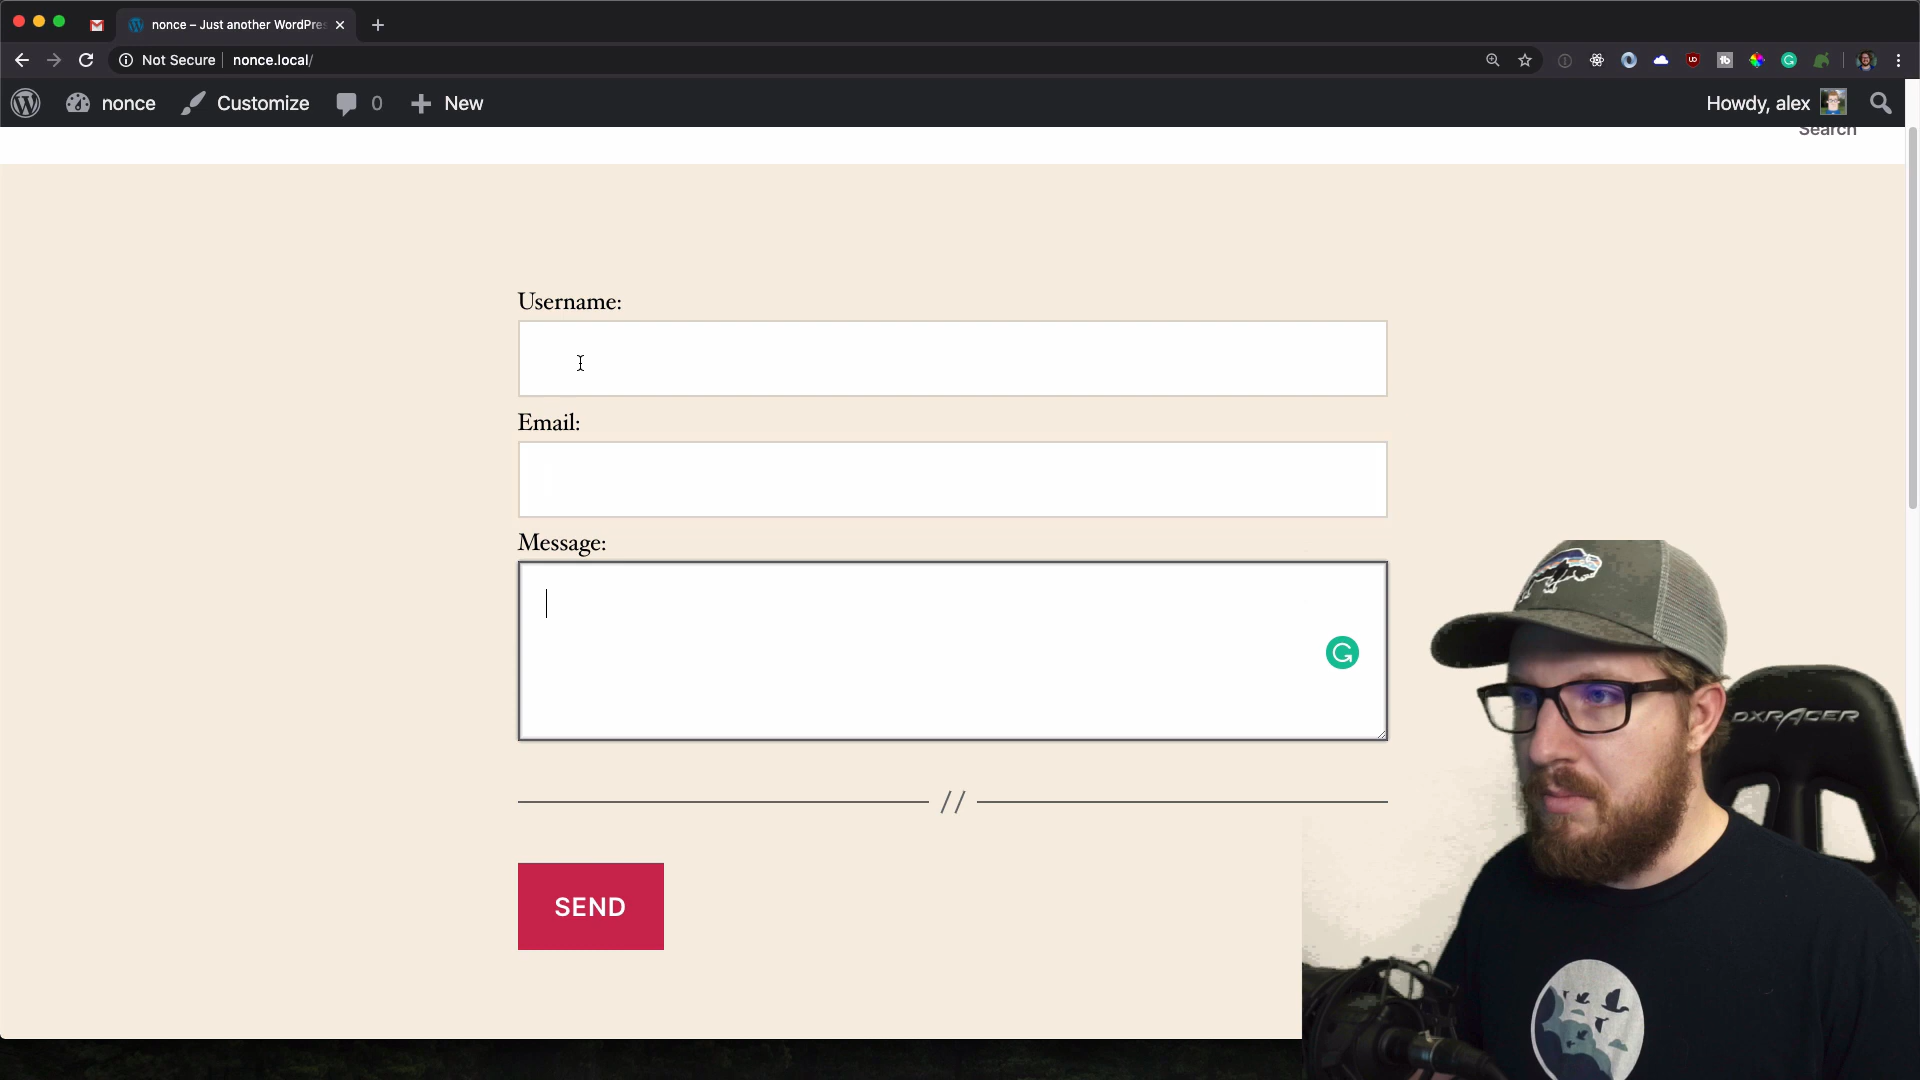 nonce – Just another WordPres
Not Secure
nonce.local/
nonce
Customize
0
New
Howdy, alex
Search
Username:
Email:
Message:
//
SEND
DXRACER